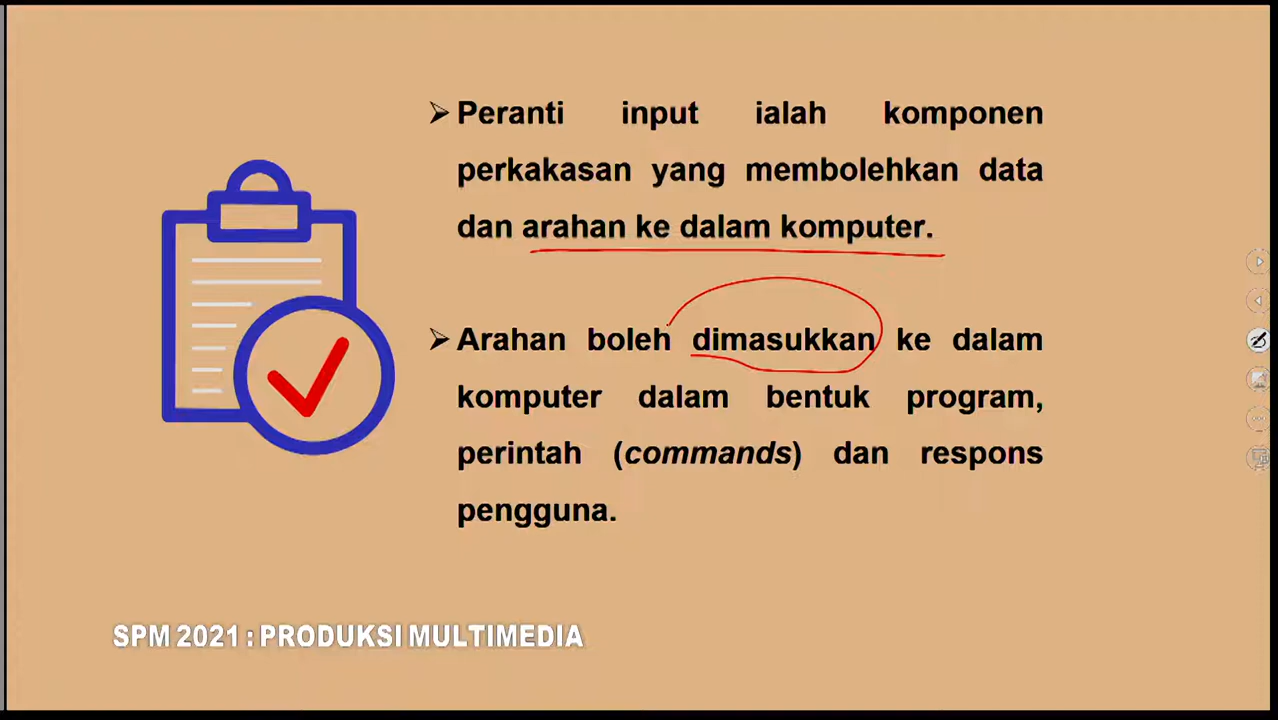 Peranti input ialah komponen
perkakasan yang membolehkan data
dan arahan ke dalam komputer.
Arahan boleh dimasukkan ke dalam
komputer dalam bentuk program,
perintah (commands) dan respons
pengguna.
SPM 2021 : PRODUKSI MULTIMEDIA